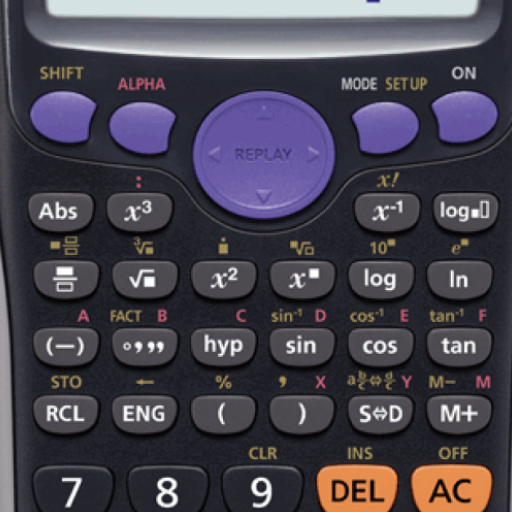 SHIFT ALPHA MODE SETUP ON
REPLAY
: x!
Abs x³ x⁻¹ log▪▯
▪▪/▯ ³√▪ ▪√▯ 10▪ e▪
√▪ x² x▪ log ln
A FACT B C sin⁻¹ D cos⁻¹ E tan⁻¹ F
(−) °,,, hyp sin cos tan
STO ← % , X a b/c⇔d/c Y M− M
RCL ENG ( ) S⇔D M+
CLR INS OFF
7 8 9 DEL AC